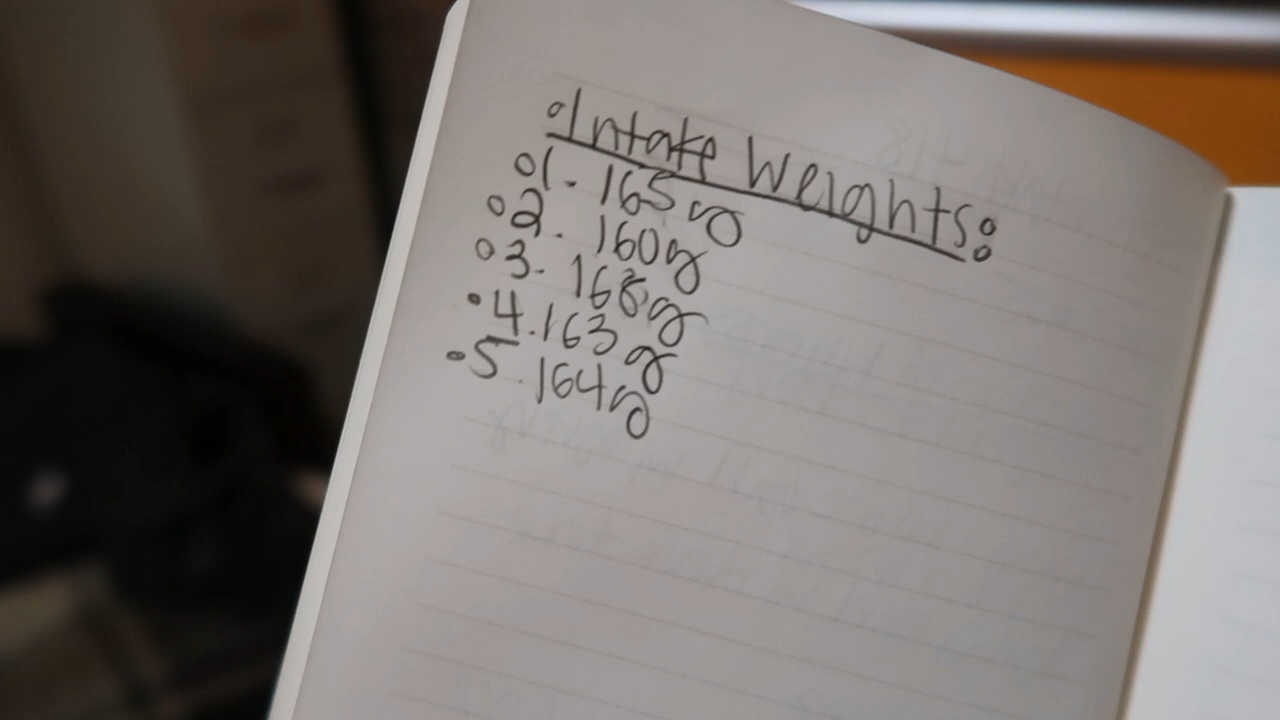 °Intake Weights:
°1. 165g
°2. 160g
°3. 168g
•4. 163g
•5. 164g